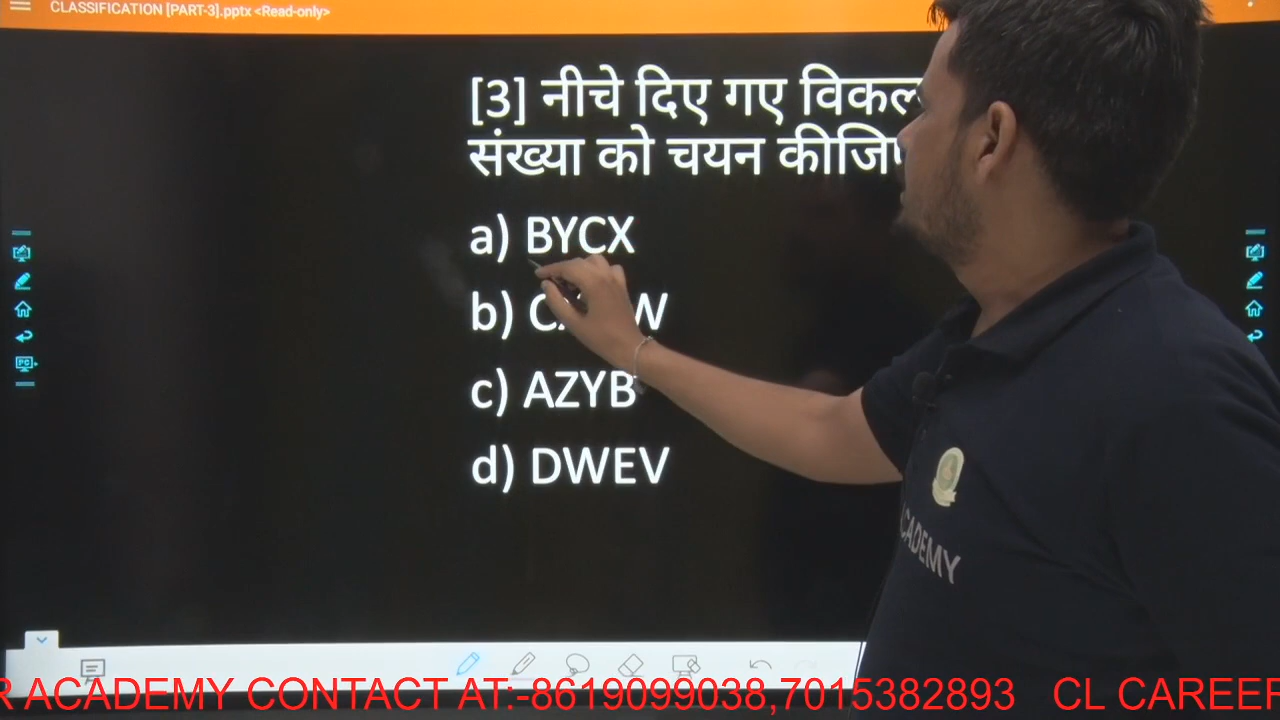 CLASSIFICATION [PART-3].pptx <Read-only>
[3] नीचे दिए गए
संख्या को चयन
a) BYCX
b)
c) AZYB
d) DWEV
ACADEMY
ACADEMY CONTACT AT:-8619099038,7015382893 CL CAREER